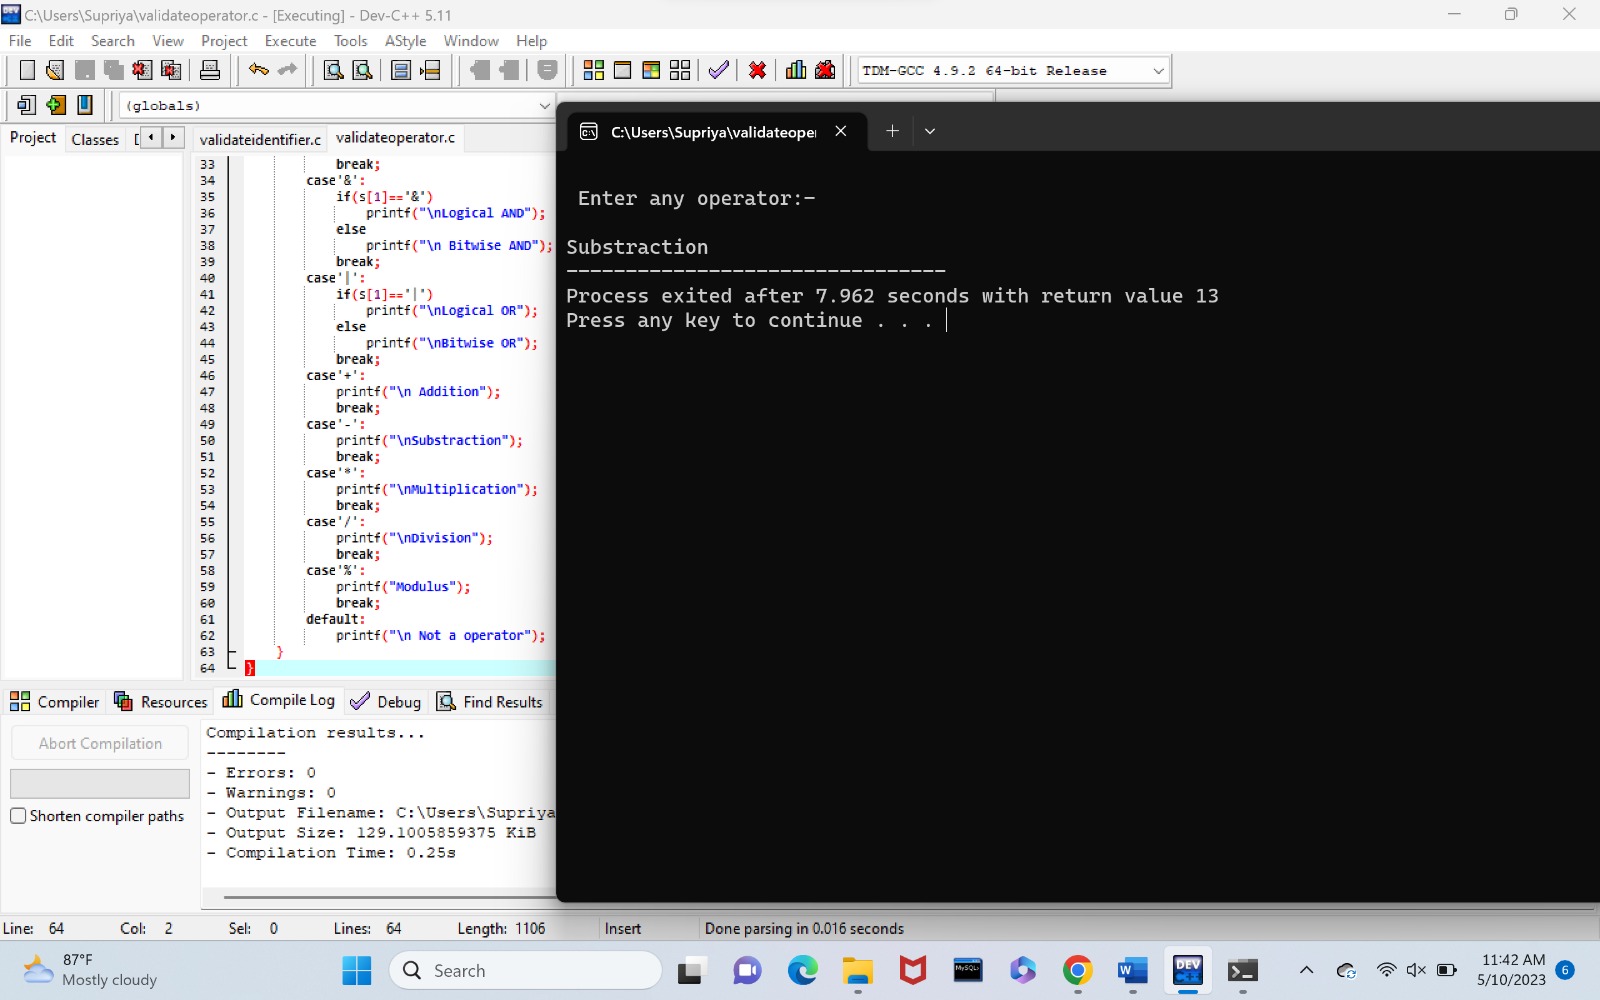 C:\Users\Supriya\validateoperator.c - [Executing] - Dev-C++ 5.11
File Edit Search View Project Execute Tools AStyle Window Help
TDM-GCC 4.9.2 64-bit Release
(globals)
Project Classes
validateidentifier.c validateoperator.c
33 break;
34 case'&':
35 if(s[1]=='&')
36 printf("\nLogical AND");
37 else
38 printf("\n Bitwise AND");
39 break;
40 case'|':
41 if(s[1]=='|')
42 printf("\nLogical OR");
43 else
44 printf("\nBitwise OR");
45 break;
46 case'+':
47 printf("\n Addition");
48 break;
49 case'-':
50 printf("\nSubstraction");
51 break;
52 case'*':
53 printf("\nMultiplication");
54 break;
55 case'/':
56 printf("\nDivision");
57 break;
58 case'%':
59 printf("Modulus");
60 break;
61 default:
62 printf("\n Not a operator");
63 }
64 }
C:\Users\Supriya\validateope
Enter any operator:-
Substraction
--------------------------------
Process exited after 7.962 seconds with return value 13
Press any key to continue . . .
Compiler Resources Compile Log Debug Find Results
Abort Compilation
Shorten compiler paths
Compilation results...
--------
- Errors: 0
- Warnings: 0
- Output Filename: C:\Users\Supriya
- Output Size: 129.1005859375 KiB
- Compilation Time: 0.25s
Line: 64 Col: 2 Sel: 0 Lines: 64 Length: 1106 Insert Done parsing in 0.016 seconds
87°F
Mostly cloudy
Search
MySQL
W
DEV
11:42 AM
5/10/2023
6